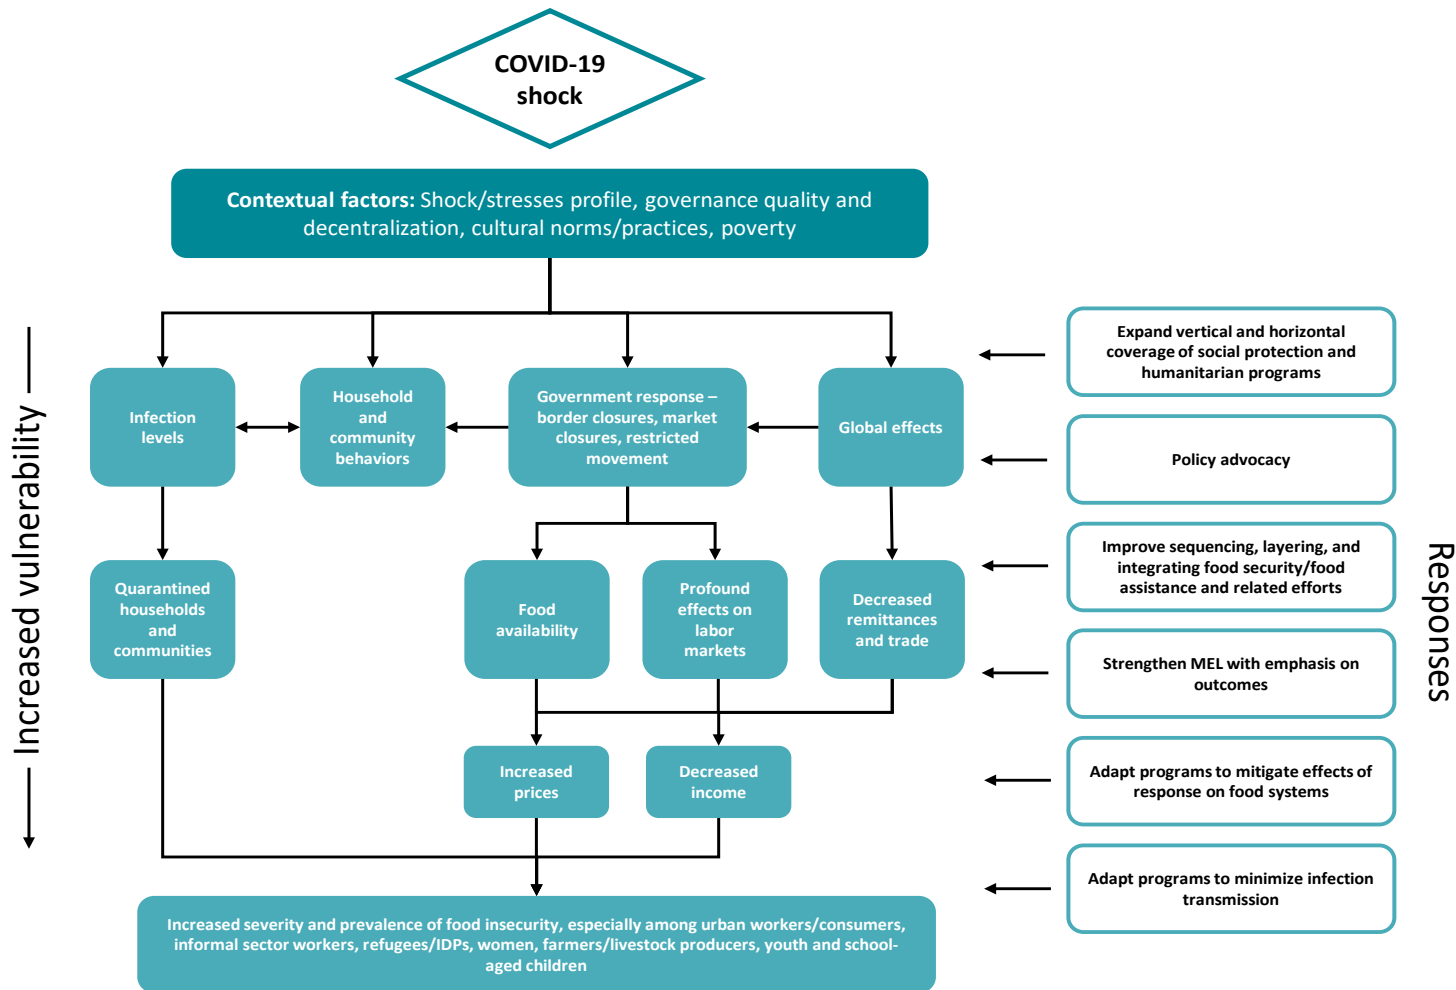 COVID-19
shock
Contextual factors: Shock/stresses profile, governance quality and
decentralization, cultural norms/practices, poverty
Increased vulnerability
Infection
levels
Household
and
community
behaviors
Government response –
border closures, market
closures, restricted
movement
Global effects
Quarantined
households
and
communities
Food
availability
Profound
effects on
labor
markets
Decreased
remittances
and trade
Increased
prices
Decreased
income
Increased severity and prevalence of food insecurity, especially among urban workers/consumers,
informal sector workers, refugees/IDPs, women, farmers/livestock producers, youth and school-
aged children
Expand vertical and horizontal
coverage of social protection and
humanitarian programs
Policy advocacy
Improve sequencing, layering, and
integrating food security/food
assistance and related efforts
Strengthen MEL with emphasis on
outcomes
Adapt programs to mitigate effects of
response on food systems
Adapt programs to minimize infection
transmission
Responses